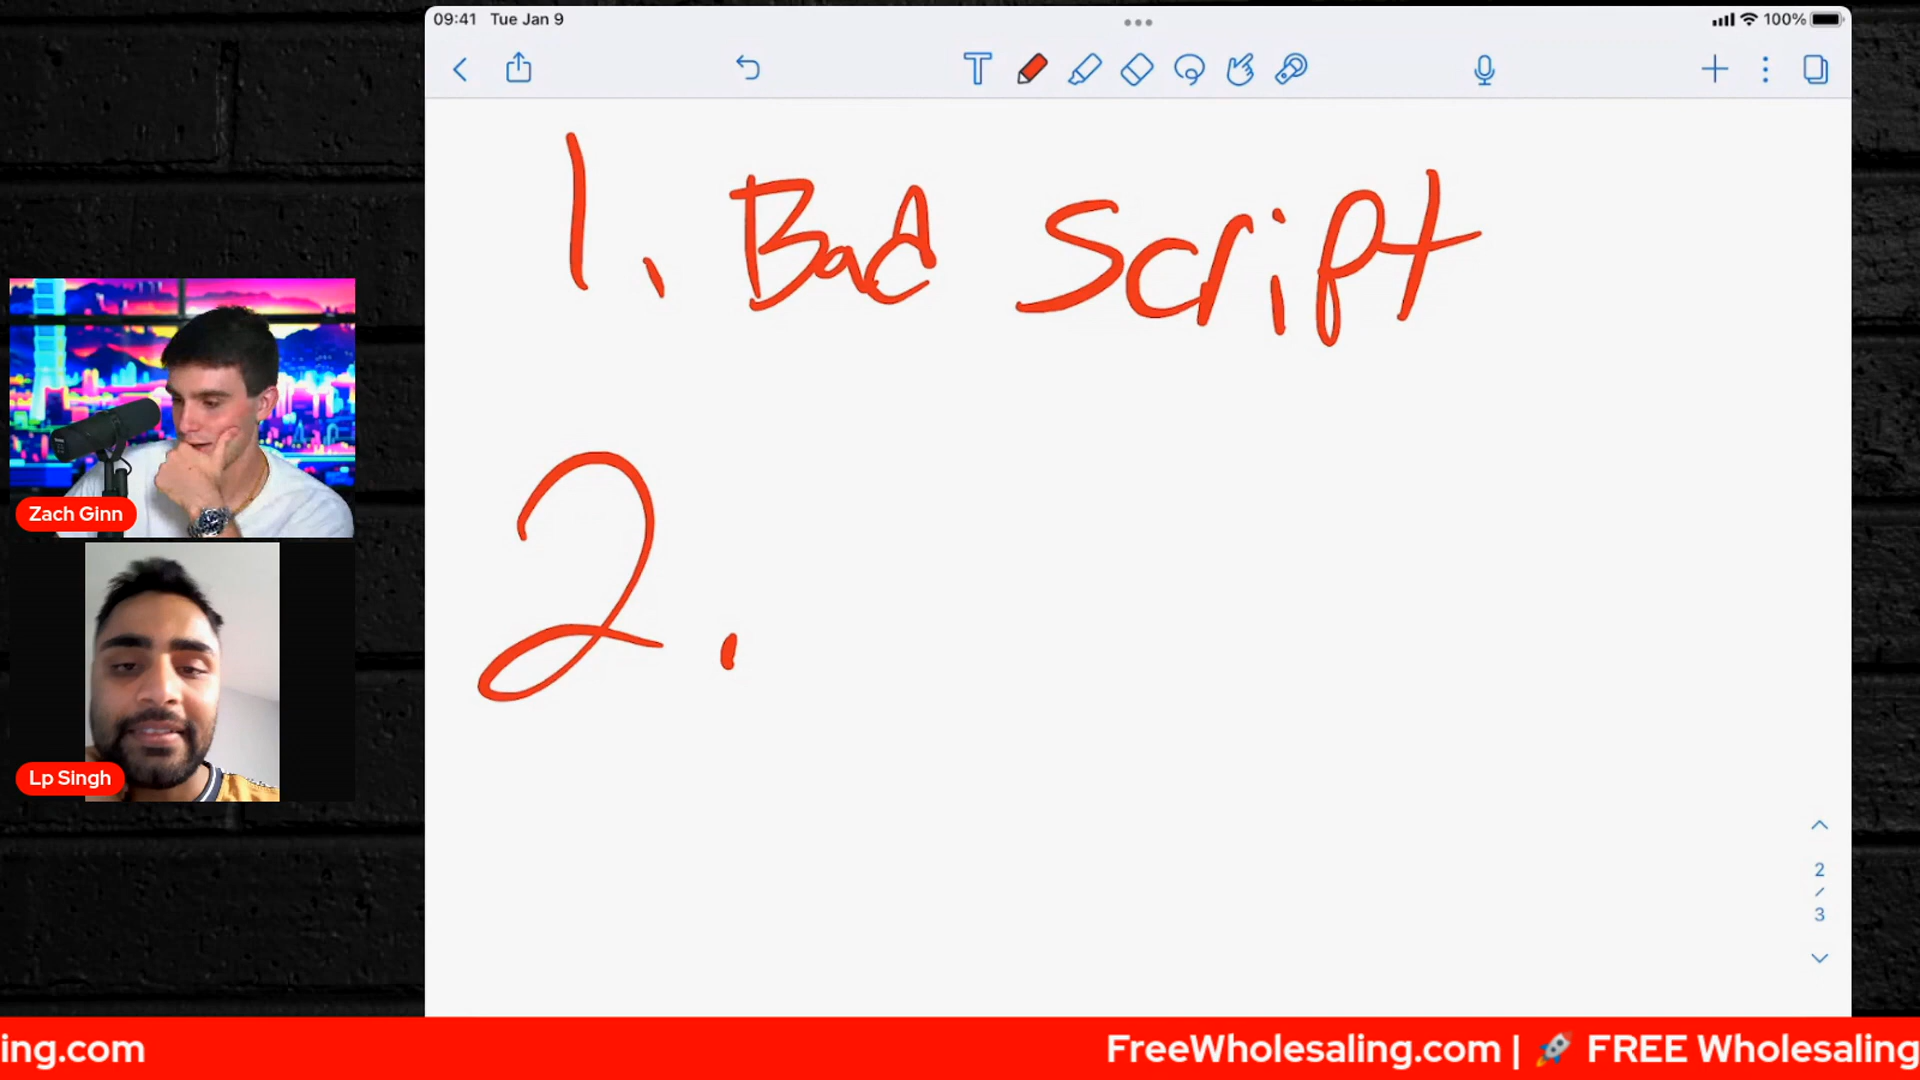 09:41 Tue Jan 9
100%
T
1. Bad Script
2.
Zach Ginn
Lp Singh
2
/
3
ing.com
FreeWholesaling.com | 🚀 FREE Wholesaling